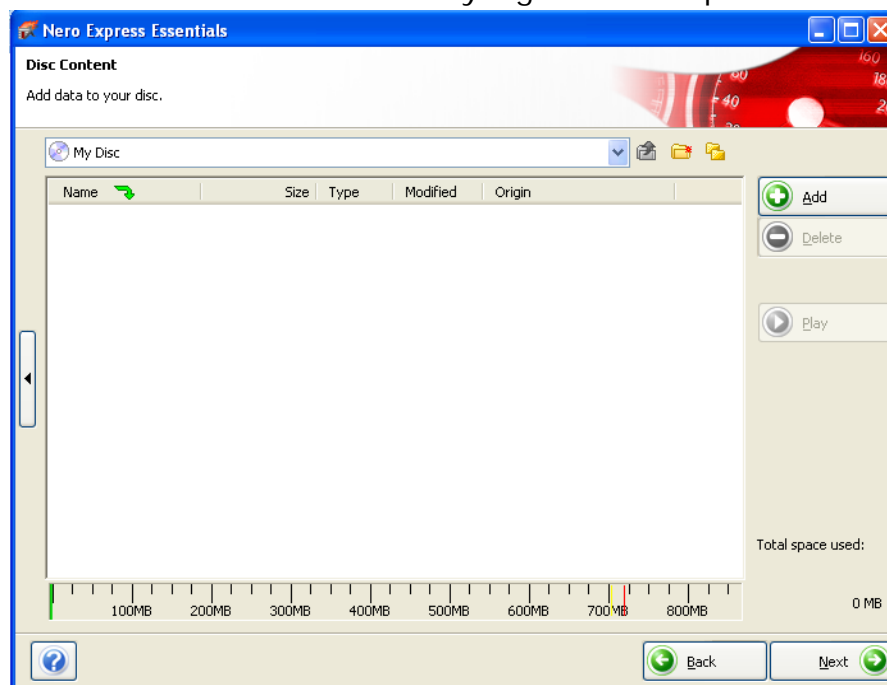 Nero Express Essentials
Disc Content
Add data to your disc.
My Disc
Name Size Type Modified Origin
Add
Delete
Play
Total space used:
100MB 200MB 300MB 400MB 500MB 600MB 700MB 800MB
0 MB
Back Next